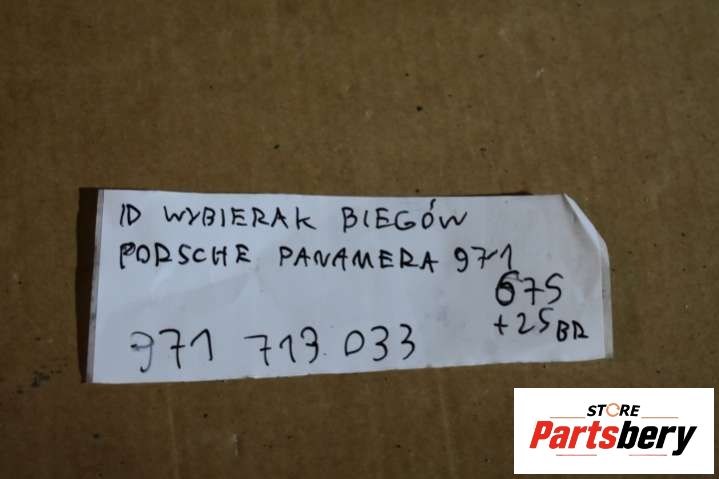 ID WYBIERAK BIEGÓW
PORSCHE PANAMERA 971
675
+25 BR
971 713 033
STORE
Partsbery